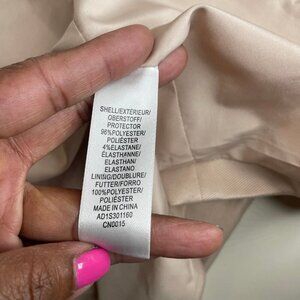 SHELL/EXTÉRIEUR/
OBERSTOFF/
PROTECTOR
96%POLYESTER/
POLIÉSTER
4%ELASTANE/
ÉLASTHANNE/
ELASTHAN/
ELASTANO
LINING/DOUBLURE/
FUTTER/FORRO
100%POLYESTER/
POLIÉSTER
MADE IN CHINA
AD1S301160
CN0015